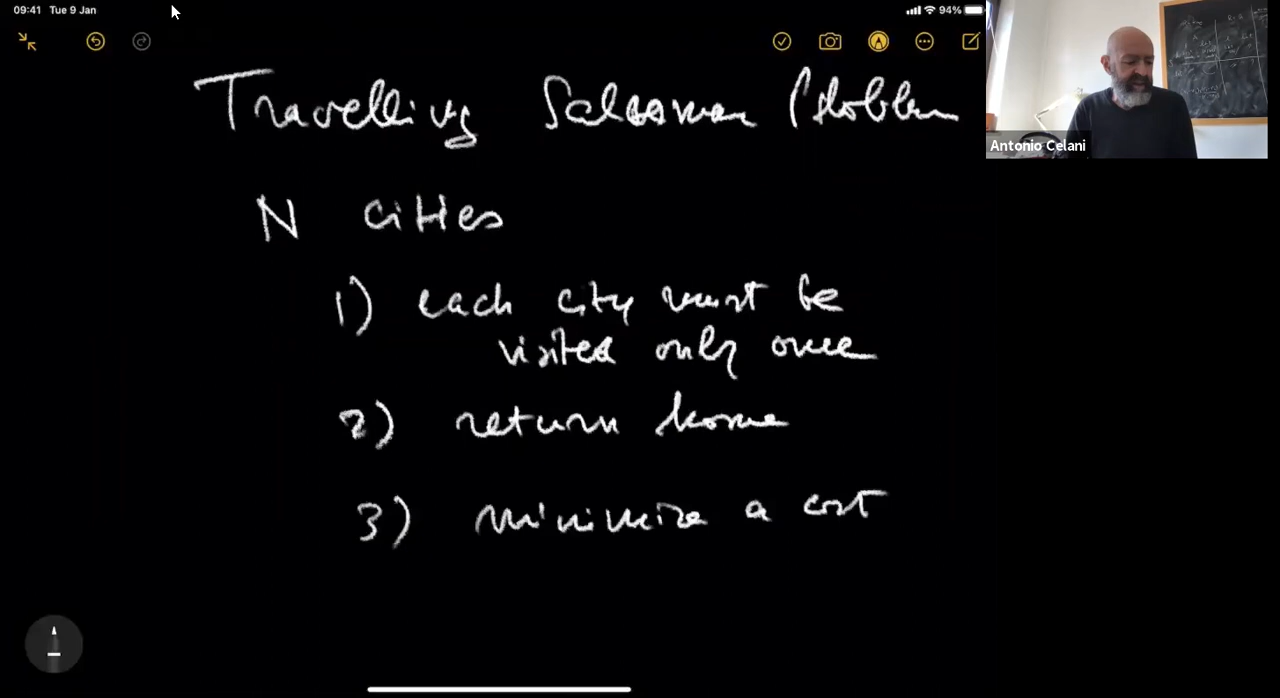 09:41 Tue 9 Jan
94%
Travelling Salesman Problem
N cities
1) each city must be
visited only once
2) return home
3) minimize a cost
Antonio Celani